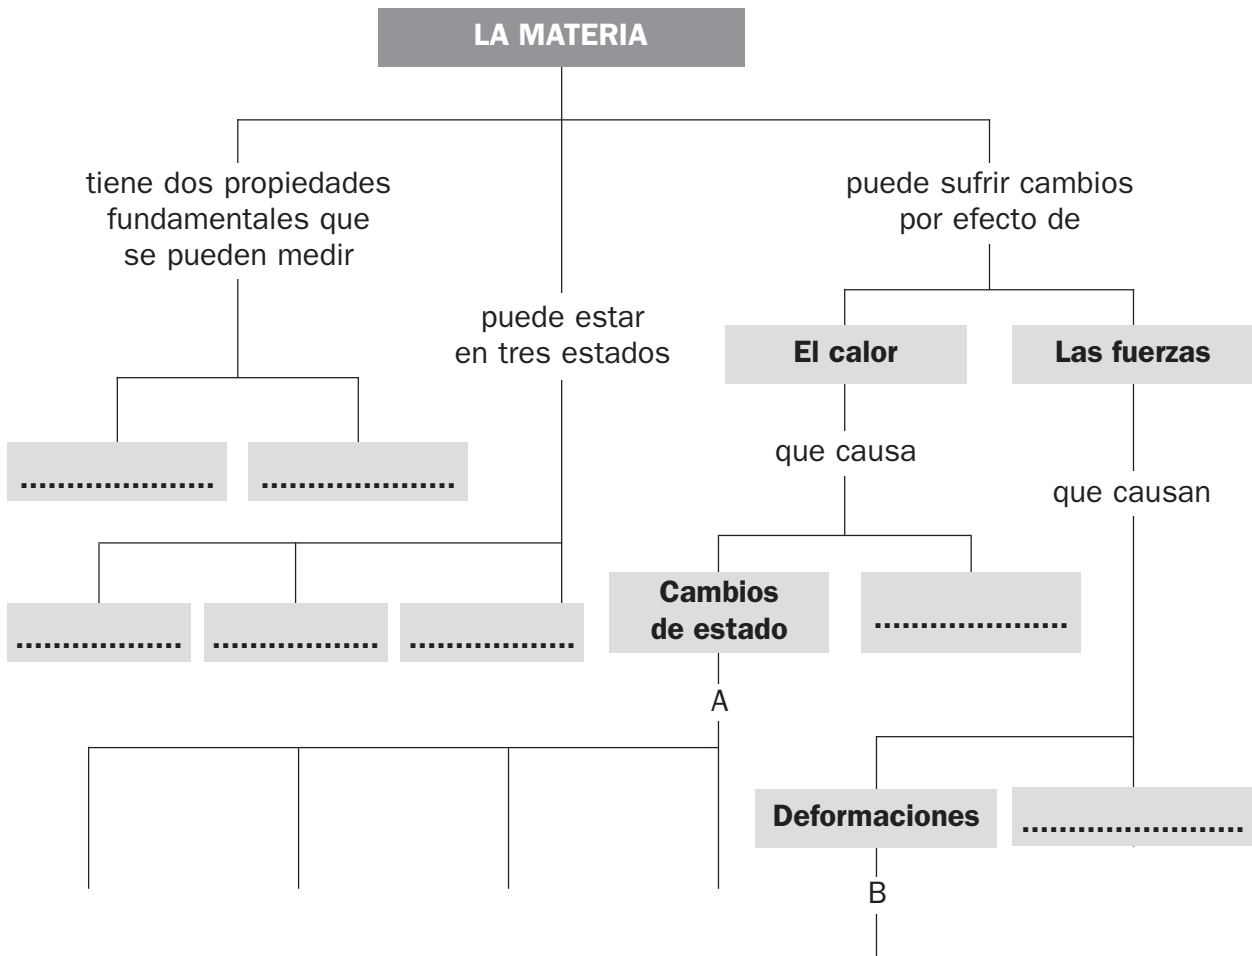 LA MATERIA
tiene dos propiedades
fundamentales que
se pueden medir
puede sufrir cambios
por efecto de
puede estar
en tres estados
El calor
Las fuerzas
que causa
que causan
.....................
.....................
Cambios
de estado
.....................
..................
..................
..................
A
Deformaciones
........................
B